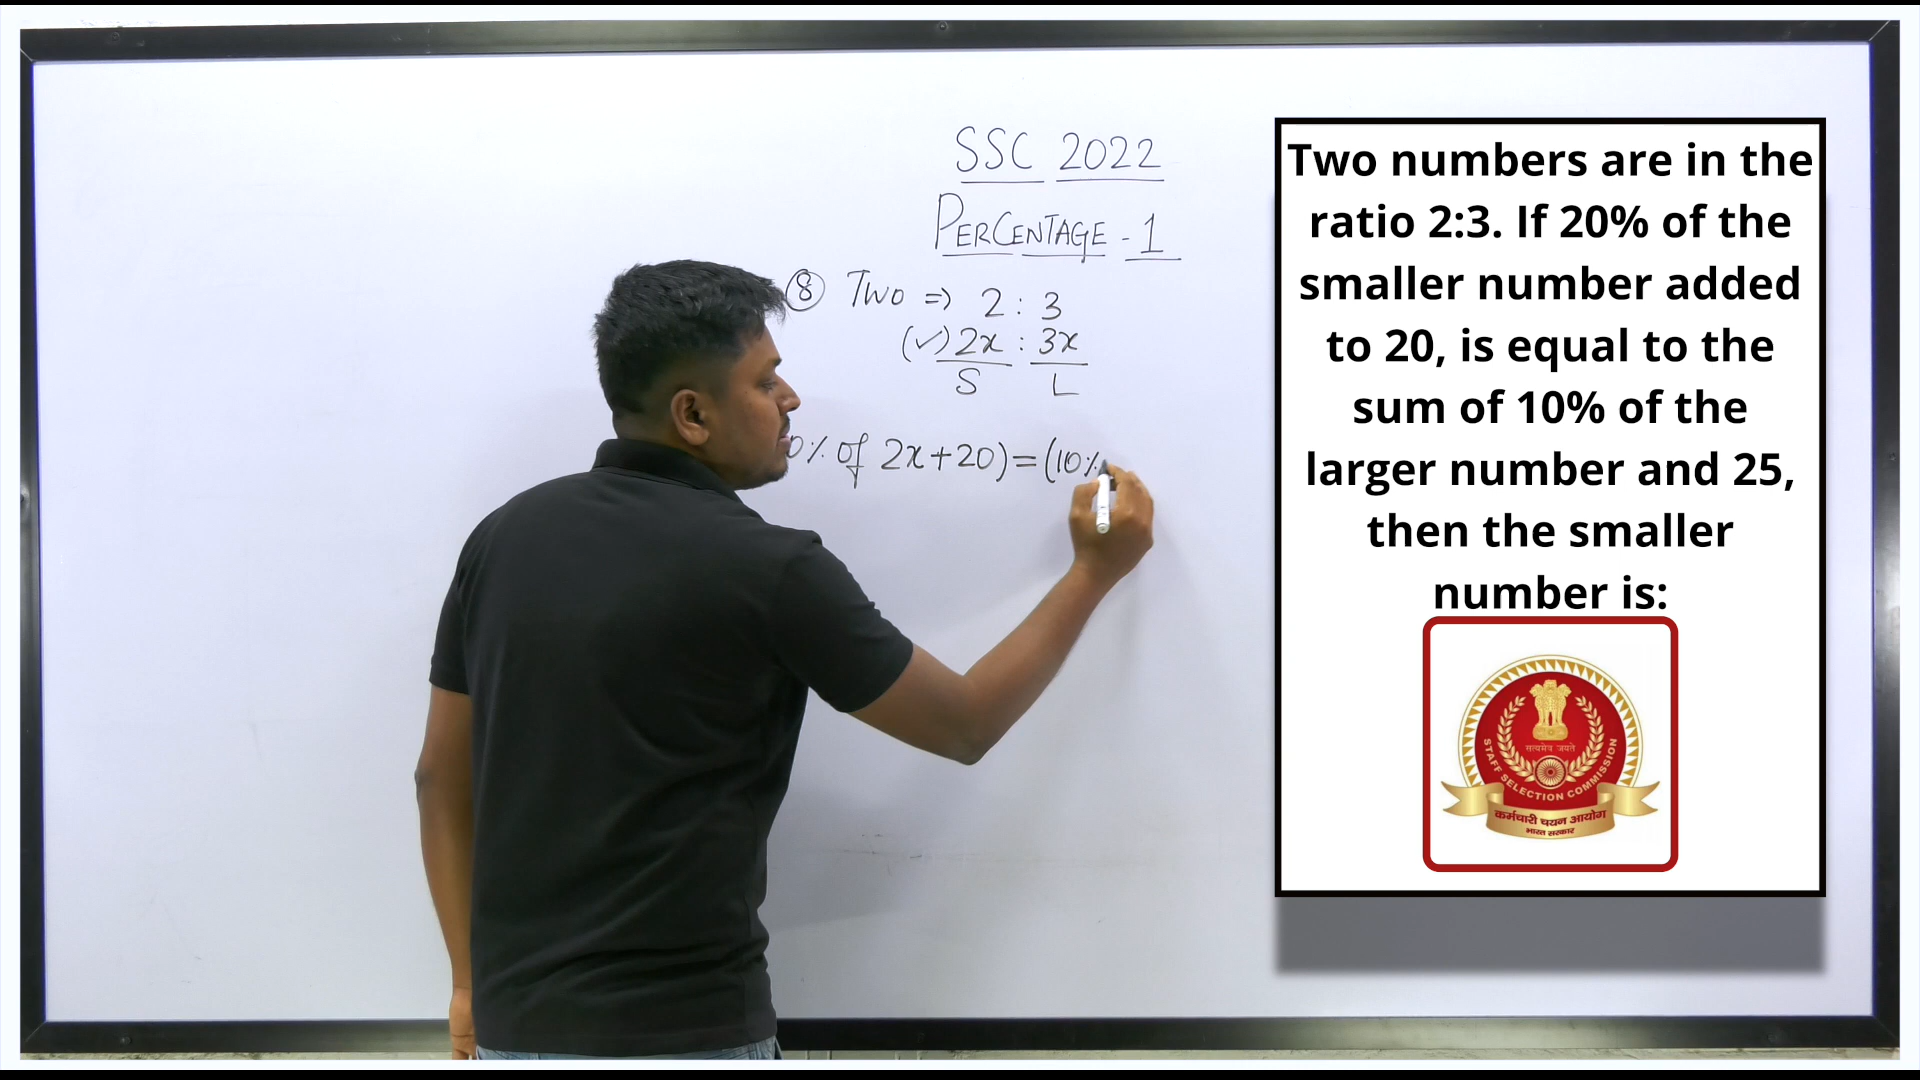 SSC 2022
PERCENTAGE - 1
⑧ Two => 2 : 3
(✓) 2x : 3x
S L
0% of 2x+20) = (10%
Two numbers are in the
ratio 2:3. If 20% of the
smaller number added
to 20, is equal to the
sum of 10% of the
larger number and 25,
then the smaller
number is:
सत्यमेव जयते
STAFF SELECTION COMMISSION
कर्मचारी चयन आयोग
भारत सरकार